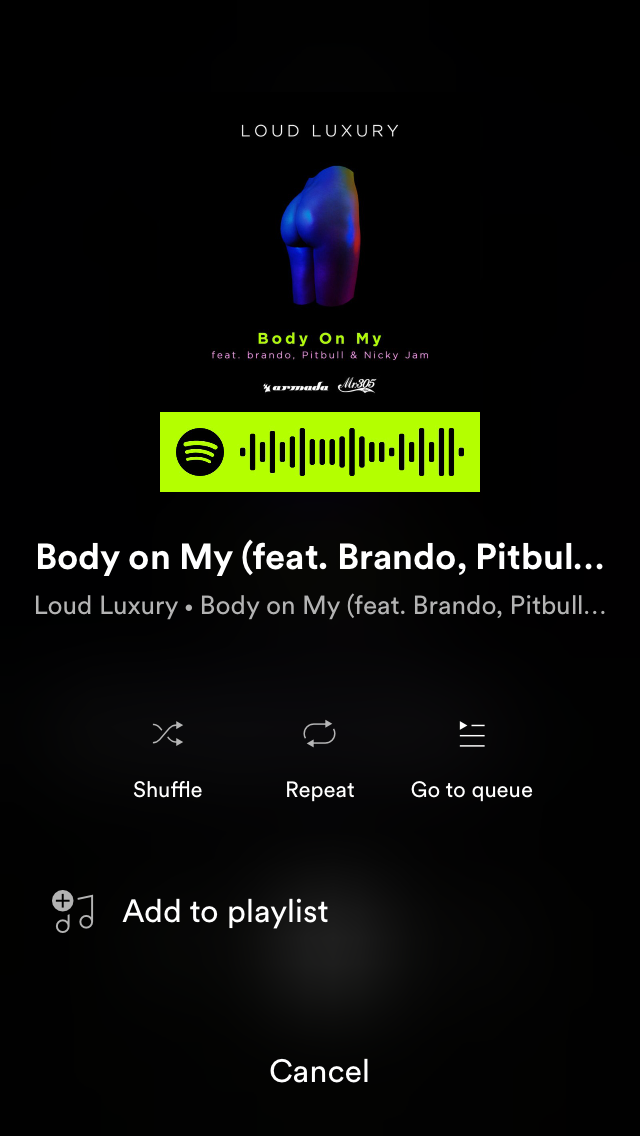 LOUD LUXURY
Body On My
feat. brando, Pitbull & Nicky Jam
armada Mr305
Body on My (feat. Brando, Pitbul...
Loud Luxury • Body on My (feat. Brando, Pitbull...
Shuffle Repeat Go to queue
Add to playlist
Cancel